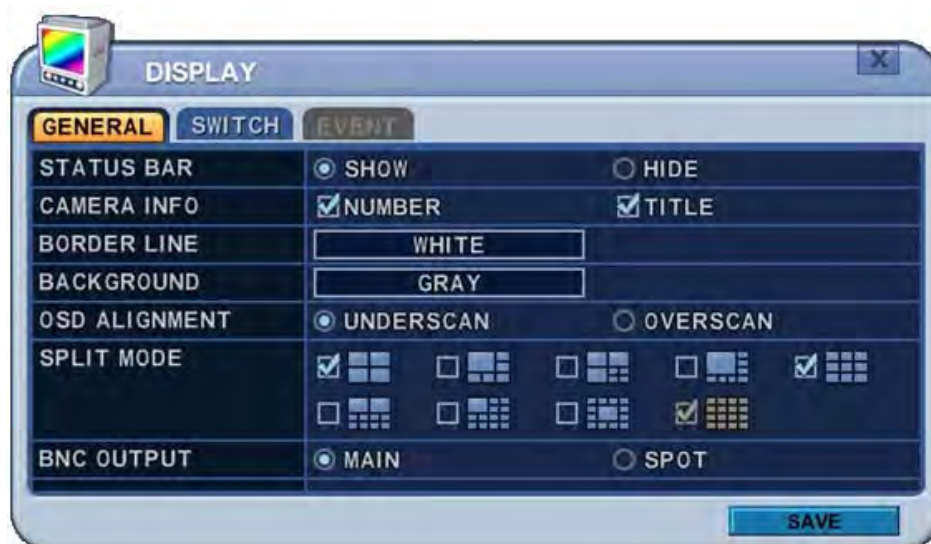 DISPLAY
X
GENERAL SWITCH EVENT
STATUS BAR SHOW HIDE
CAMERA INFO NUMBER TITLE
BORDER LINE WHITE
BACKGROUND GRAY
OSD ALIGNMENT UNDERSCAN OVERSCAN
SPLIT MODE
BNC OUTPUT MAIN SPOT
SAVE